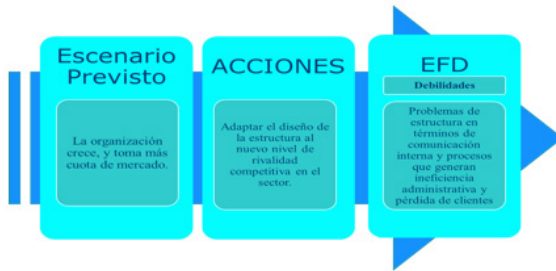 Escenario
Previsto
La organización
crece, y toma más
cuota de mercado.
ACCIONES
Adaptar el diseño de
la estructura al
nuevo nivel de
rivalidad
competitiva en el
sector.
EFD
Debilidades
Problemas de
estructura en
términos de
comunicación
interna y procesos
que generan
ineficiencia
administrativa y
pérdida de clientes